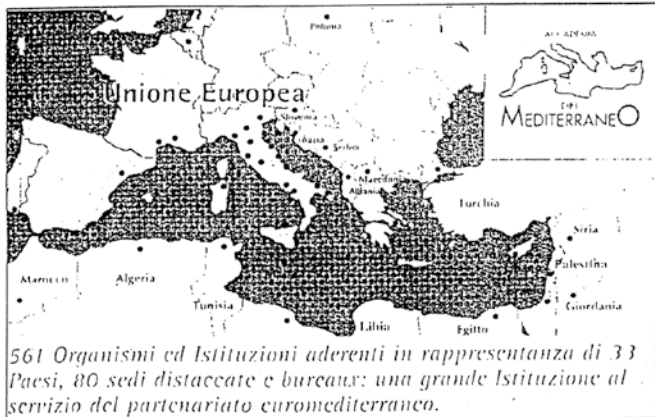 Polonia
ACCADEMIA
DEL
MEDITERRANEO
Unione Europea
Slovenia
Croazia
Serbia
Macedonia
Albania
Turchia
Siria
Palestina
Giordania
Marocco
Algeria
Tunisia
Libia
Egitto
561 Organismi ed Istituzioni aderenti in rappresentanza di 33
Paesi, 80 sedi distaccate e bureaux: una grande Istituzione al
servizio del partenariato euromediterraneo.